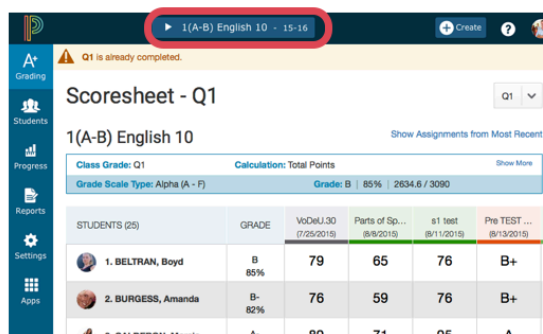 1(A-B) English 10 - 15-16
Create
?
A+
Grading
Q1 is already completed.
Students
Scoresheet - Q1
Q1
Progress
1(A-B) English 10
Show Assignments from Most Recent
Class Grade: Q1 Calculation: Total Points Show More
Grade Scale Type: Alpha (A - F) Grade: B | 85% | 2634.6 / 3090
Reports
STUDENTS (25) GRADE VoDeU.30 Parts of Sp... s1 test Pre TEST ...
(7/25/2015) (8/8/2015) (8/11/2015) (8/13/2015)
Settings
1. BELTRAN, Boyd B 79 65 76 B+
85%
Apps
2. BURGESS, Amanda B- 76 59 76 B+
82%